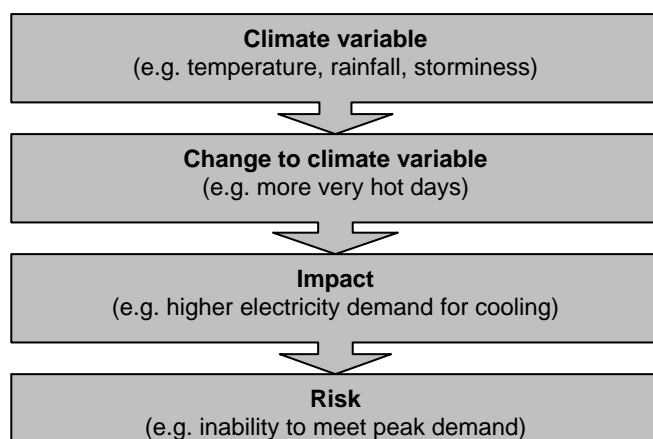 Climate variable
(e.g. temperature, rainfall, storminess)
Change to climate variable
(e.g. more very hot days)
Impact
(e.g. higher electricity demand for cooling)
Risk
(e.g. inability to meet peak demand)